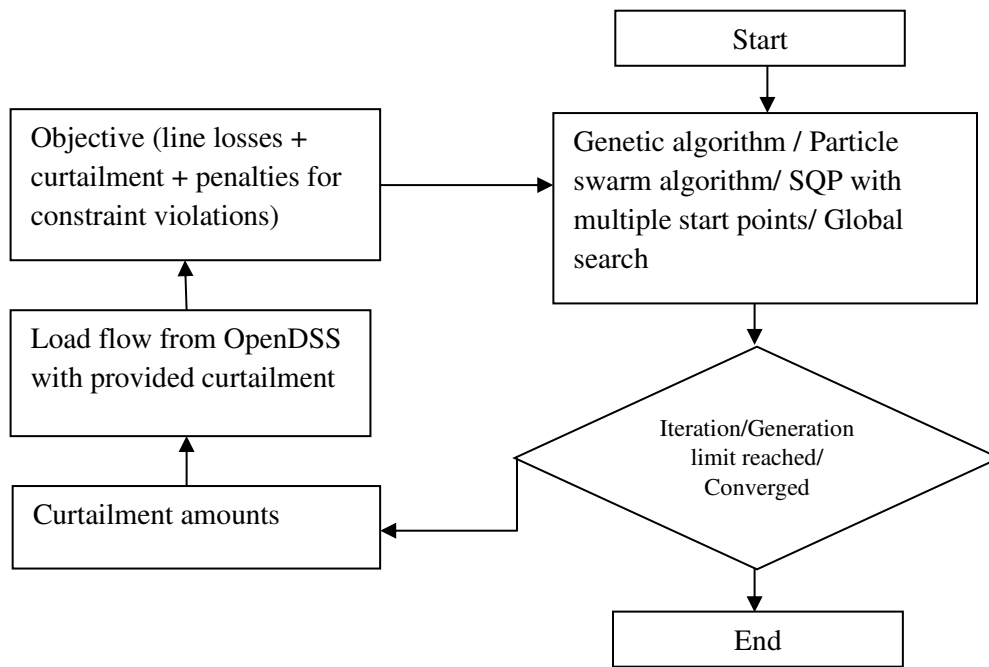 Start
Genetic algorithm / Particle
swarm algorithm/ SQP with
multiple start points/ Global
search
Iteration/Generation
limit reached/
Converged
Curtailment amounts
Load flow from OpenDSS
with provided curtailment
Objective (line losses +
curtailment + penalties for
constraint violations)
End